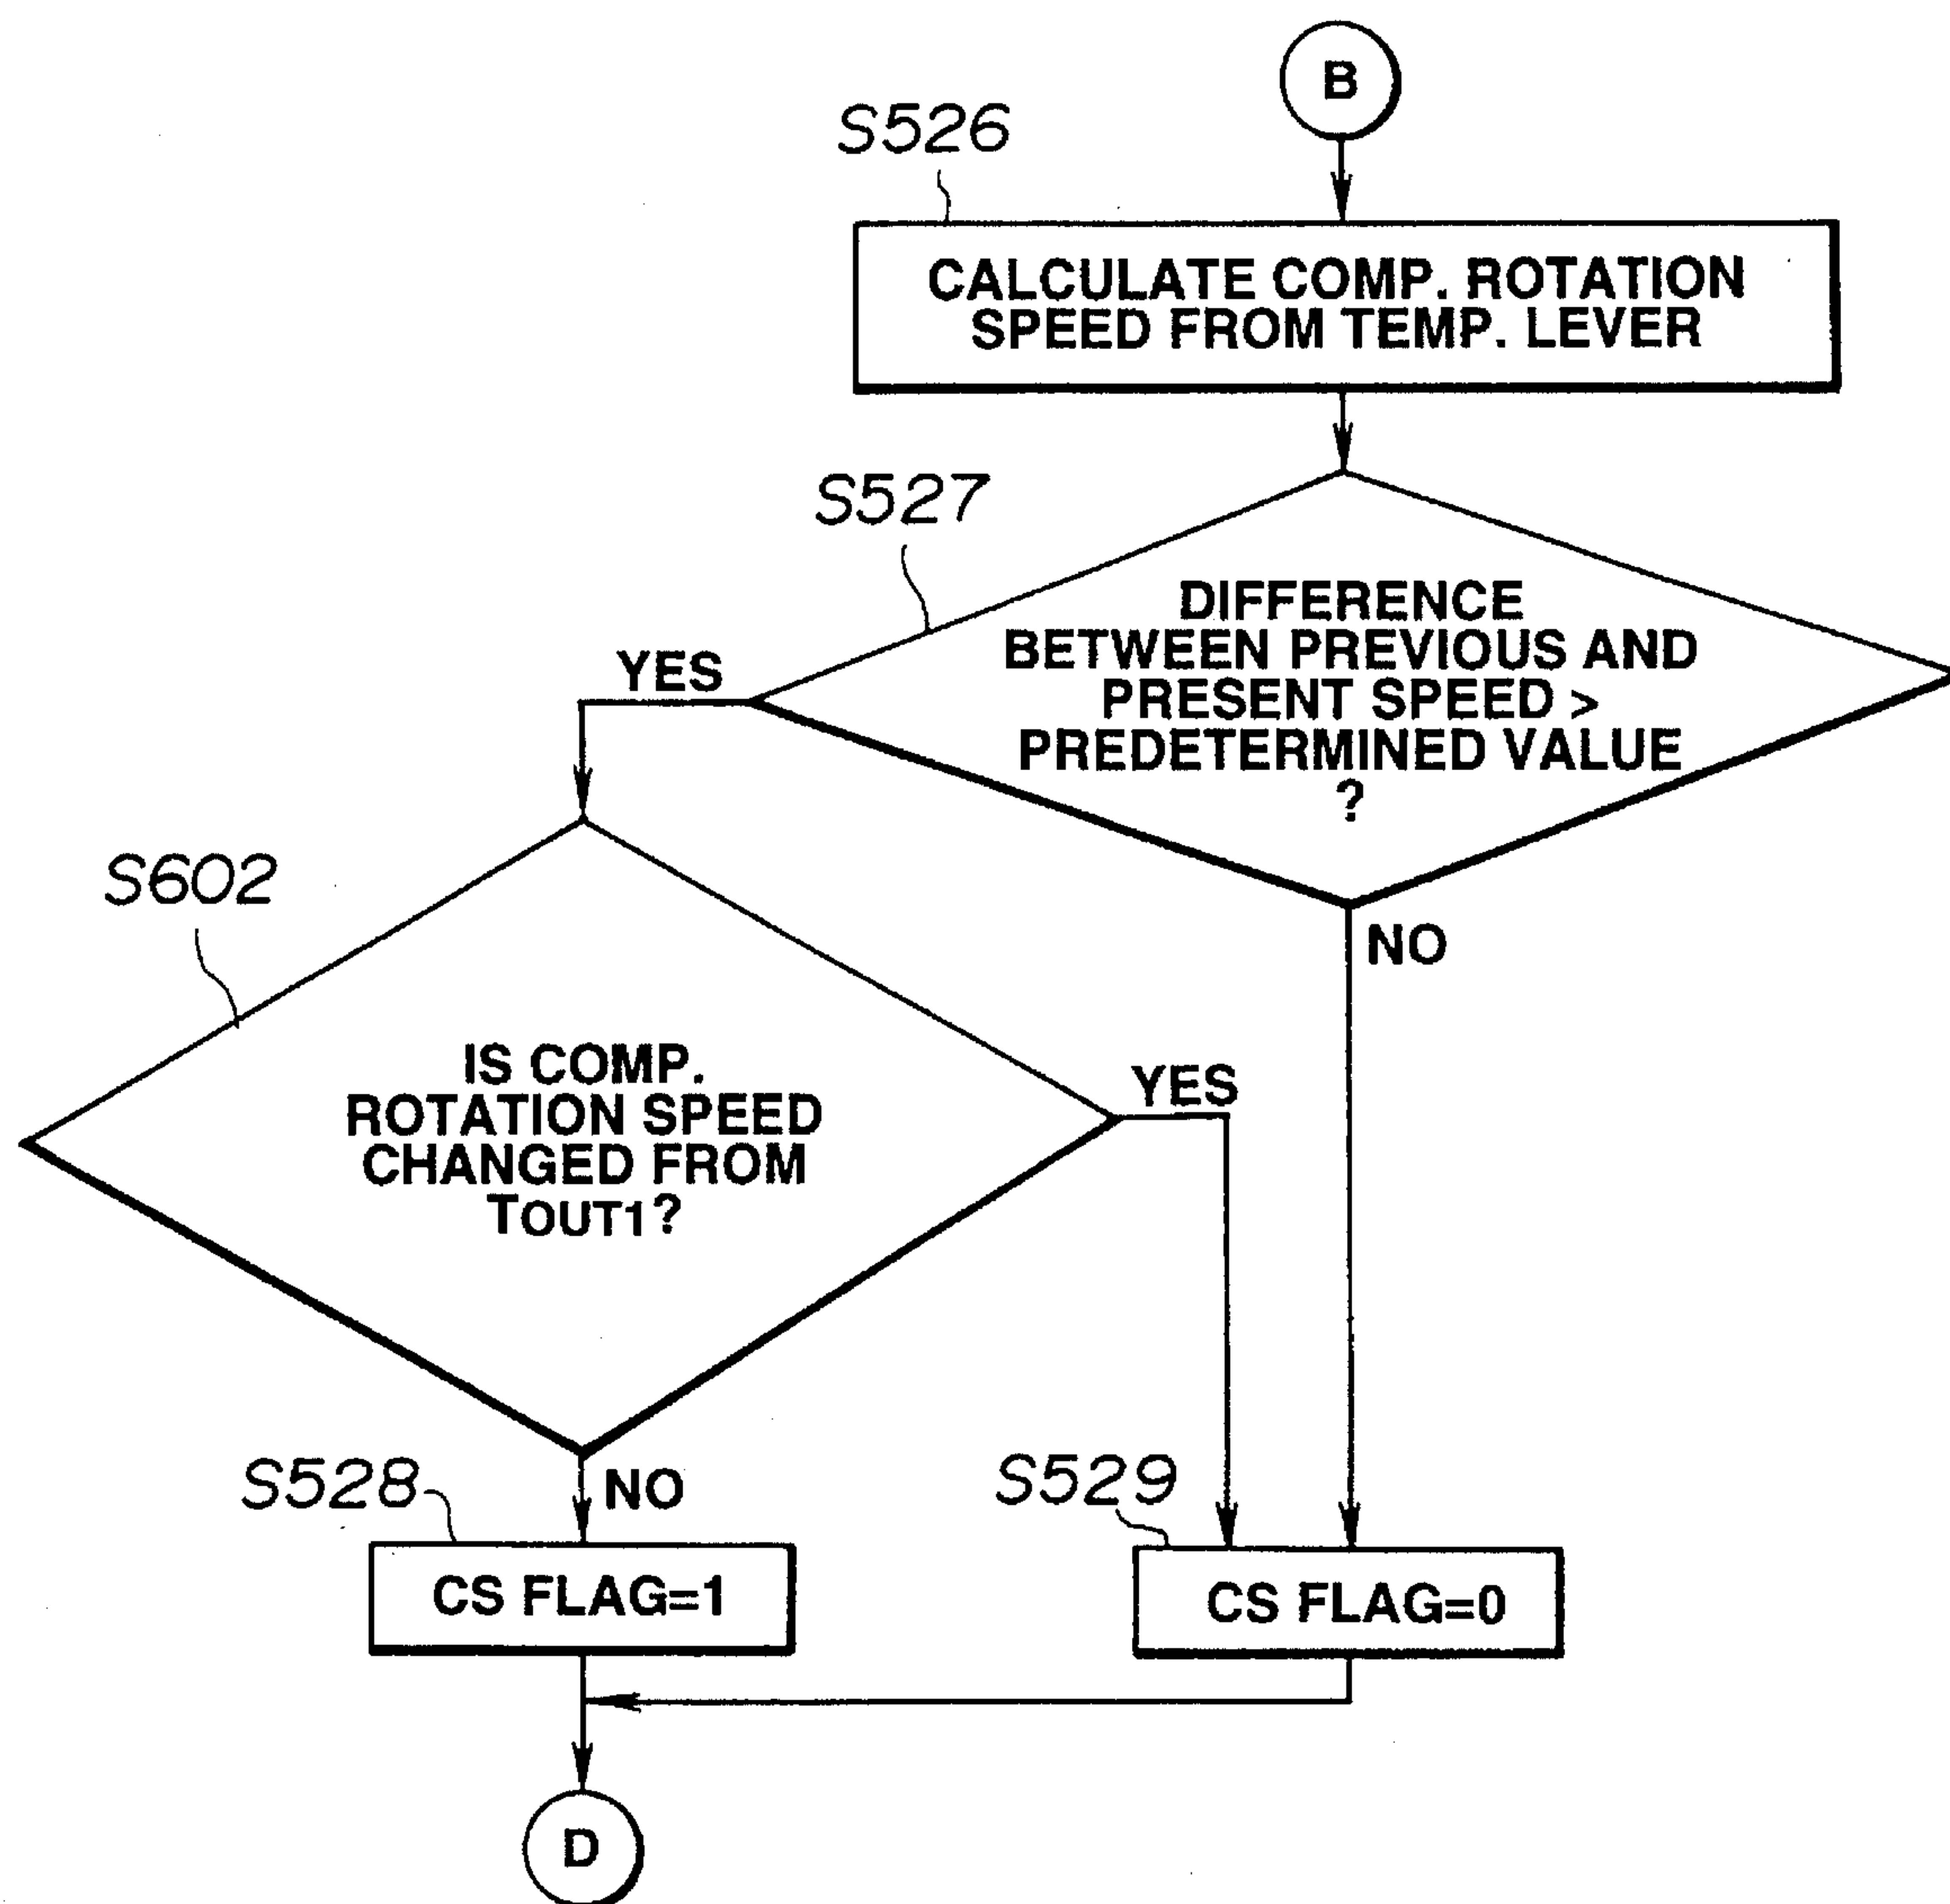 B
S526
CALCULATE COMP. ROTATION
SPEED FROM TEMP. LEVER
S527
DIFFERENCE
BETWEEN PREVIOUS AND
PRESENT SPEED >
PREDETERMINED VALUE
?
YES
NO
S602
IS COMP.
ROTATION SPEED
CHANGED FROM
TOUT1?
YES
NO
S528
CS FLAG=1
S529
CS FLAG=0
D